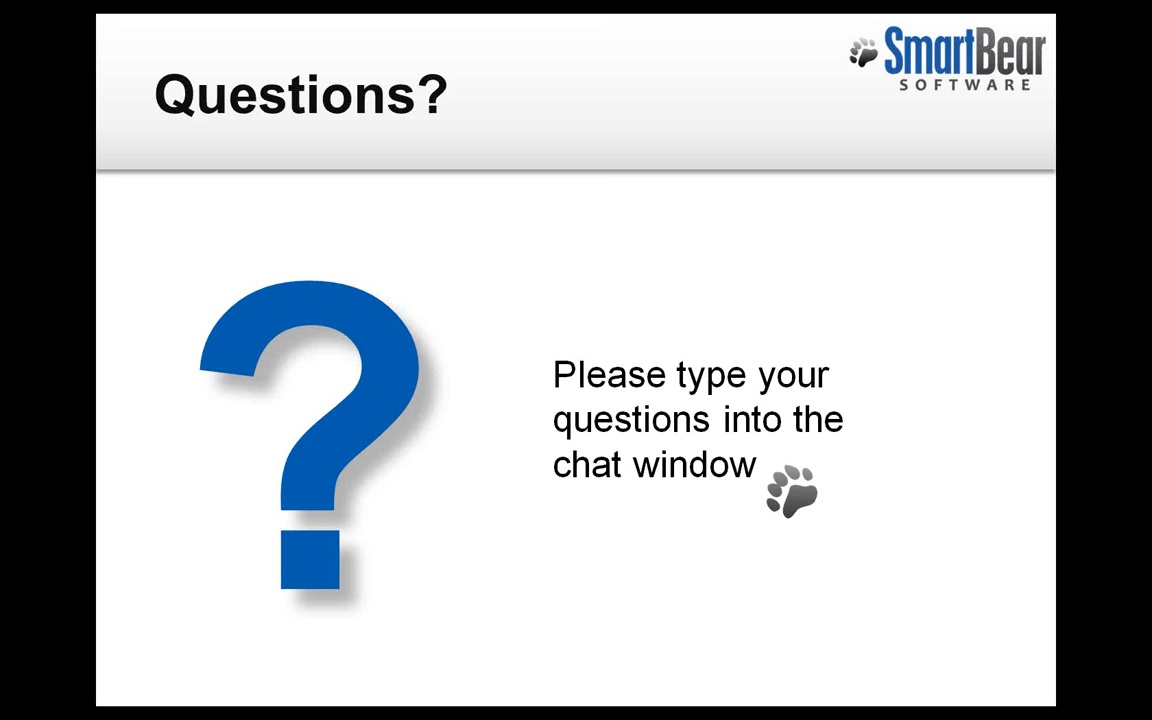 SmartBear
SOFTWARE
Questions?
?
Please type your
questions into the
chat window